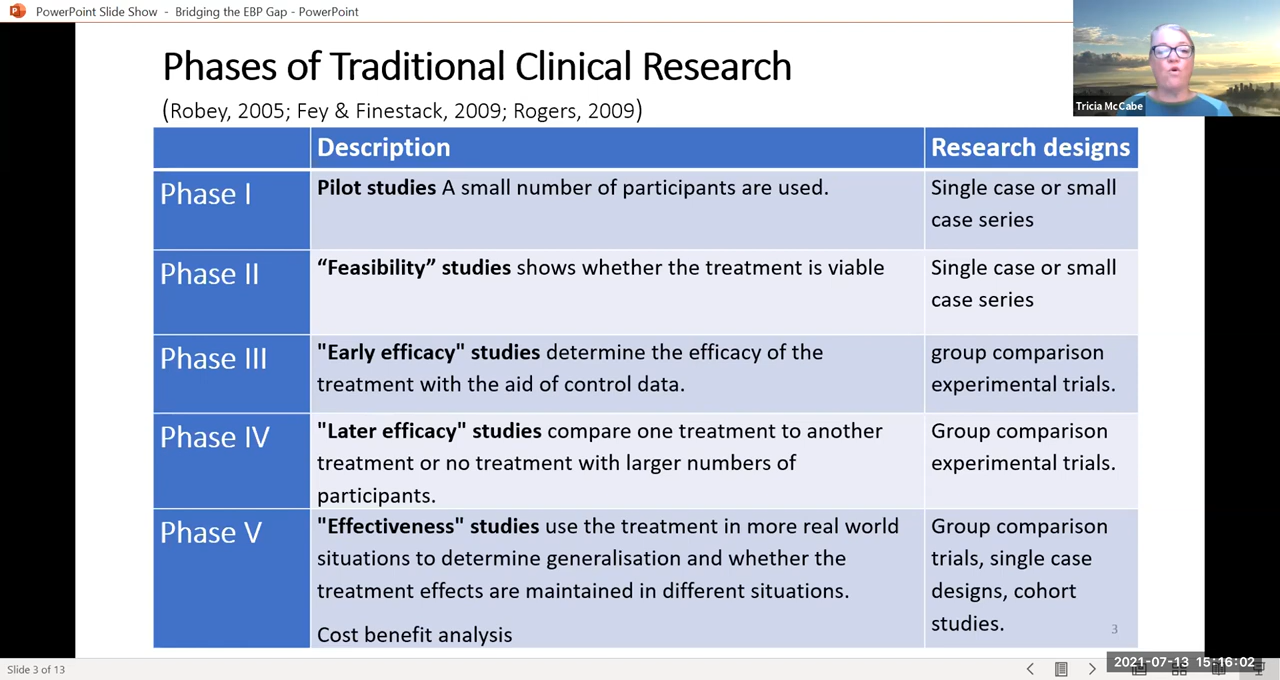 PowerPoint Slide Show - Bridging the EBP Gap - PowerPoint
Tricia McCabe
Phases of Traditional Clinical Research
(Robey, 2005; Fey & Finestack, 2009; Rogers, 2009)
Description
Research designs
Phase I
Pilot studies A small number of participants are used.
Single case or small
case series
Phase II
“Feasibility” studies shows whether the treatment is viable
Single case or small
case series
Phase III
"Early efficacy" studies determine the efficacy of the
treatment with the aid of control data.
group comparison
experimental trials.
Phase IV
"Later efficacy" studies compare one treatment to another
treatment or no treatment with larger numbers of
participants.
Group comparison
experimental trials.
Phase V
"Effectiveness" studies use the treatment in more real world
situations to determine generalisation and whether the
treatment effects are maintained in different situations.
Cost benefit analysis
Group comparison
trials, single case
designs, cohort
studies.
3
Slide 3 of 13
2021-07-13 15:16:02